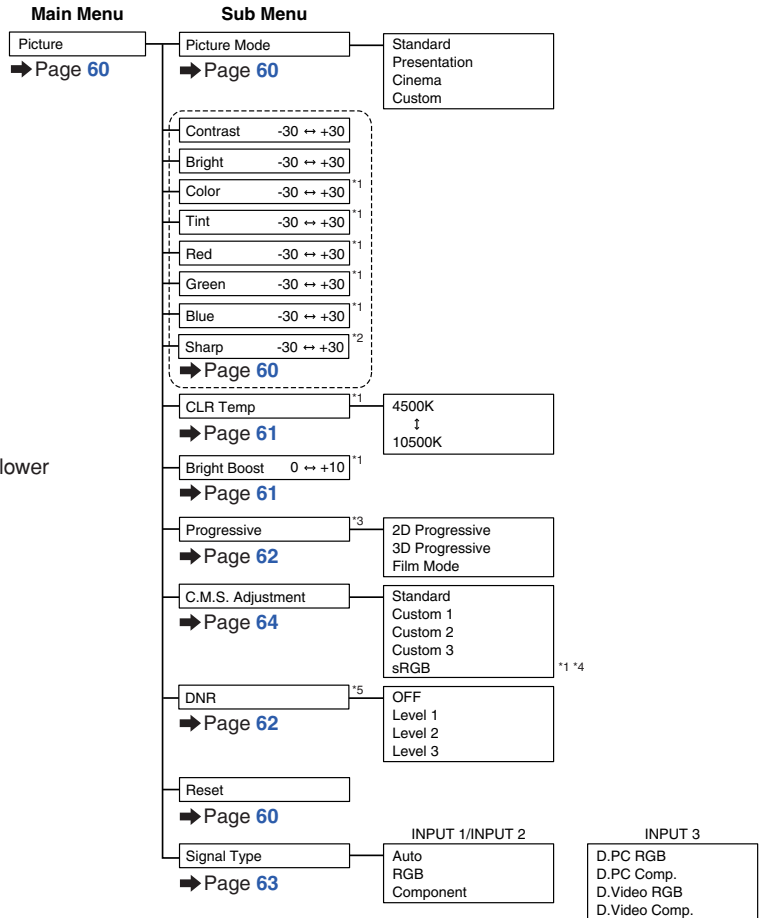 Main Menu Sub Menu
Picture
➡ Page 60
Picture Mode
➡ Page 60
Standard
Presentation
Cinema
Custom
Contrast -30 ↔ +30
Bright -30 ↔ +30
Color -30 ↔ +30 *1
Tint -30 ↔ +30 *1
Red -30 ↔ +30 *1
Green -30 ↔ +30 *1
Blue -30 ↔ +30 *1
Sharp -30 ↔ +30 *2
➡ Page 60
CLR Temp *1
➡ Page 61
4500K
↕
10500K
lower
Bright Boost 0 ↔ +10 *1
➡ Page 61
Progressive *3
➡ Page 62
2D Progressive
3D Progressive
Film Mode
C.M.S. Adjustment
➡ Page 64
Standard
Custom 1
Custom 2
Custom 3
sRGB *1 *4
DNR *5
➡ Page 62
OFF
Level 1
Level 2
Level 3
Reset
➡ Page 60
Signal Type
➡ Page 63
INPUT 1/INPUT 2
Auto
RGB
Component
INPUT 3
D.PC RGB
D.PC Comp.
D.Video RGB
D.Video Comp.